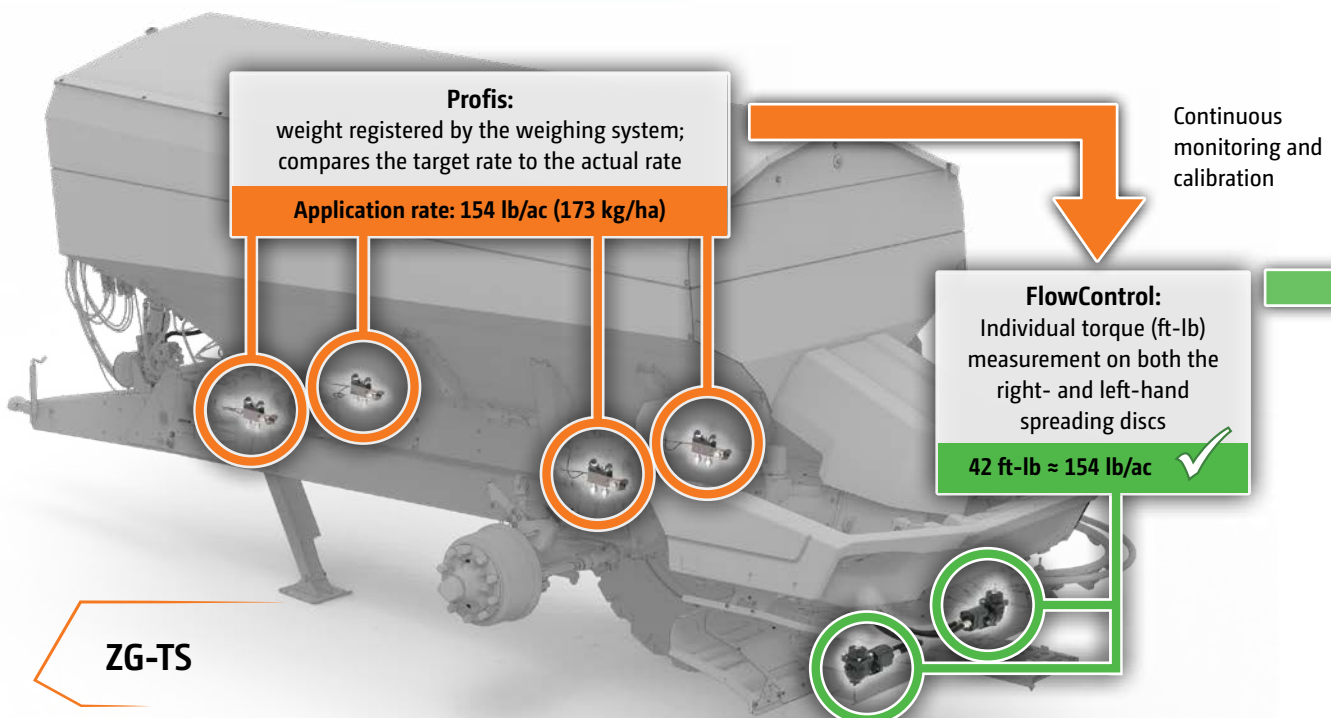 Profis:
weight registered by the weighing system;
compares the target rate to the actual rate
Application rate: 154 lb/ac (173 kg/ha)
Continuous
monitoring and
calibration
FlowControl:
Individual torque (ft-lb)
measurement on both the
right- and left-hand
spreading discs
42 ft-lb ≈ 154 lb/ac
ZG-TS